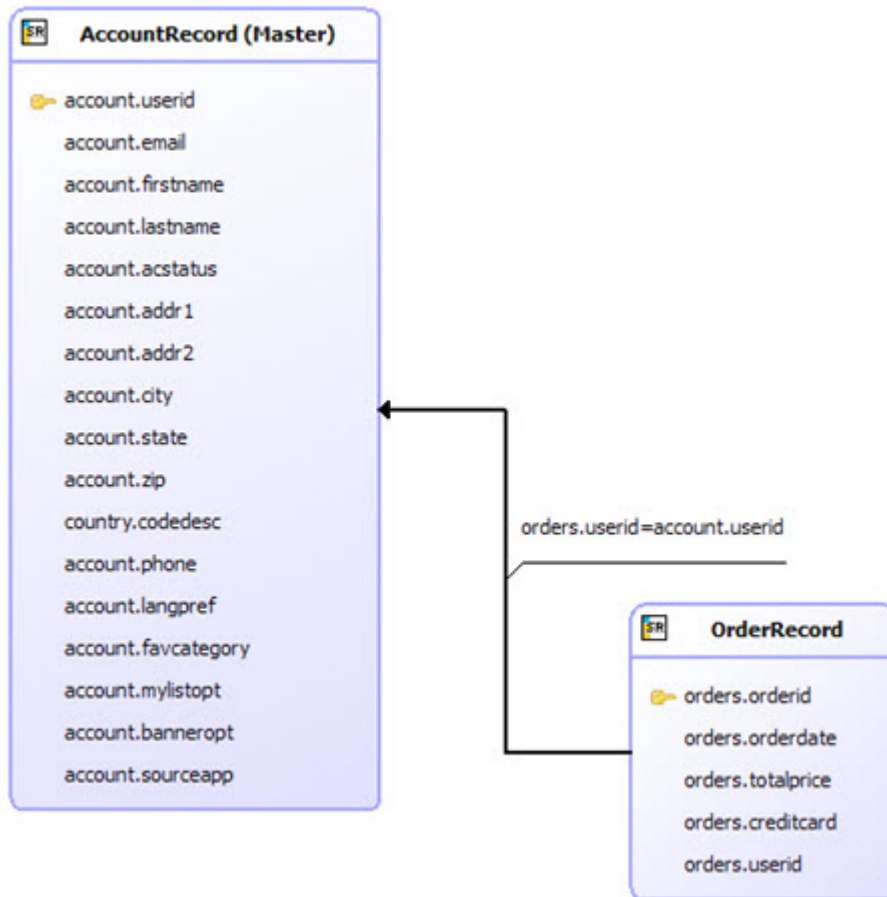 SR AccountRecord (Master)
account.userid
account.email
account.firstname
account.lastname
account.acstatus
account.addr1
account.addr2
account.city
account.state
account.zip
country.codedesc
account.phone
account.langpref
account.favcategory
account.mylistopt
account.banneropt
account.sourceapp
orders.userid=account.userid
SR OrderRecord
orders.orderid
orders.orderdate
orders.totalprice
orders.creditcard
orders.userid